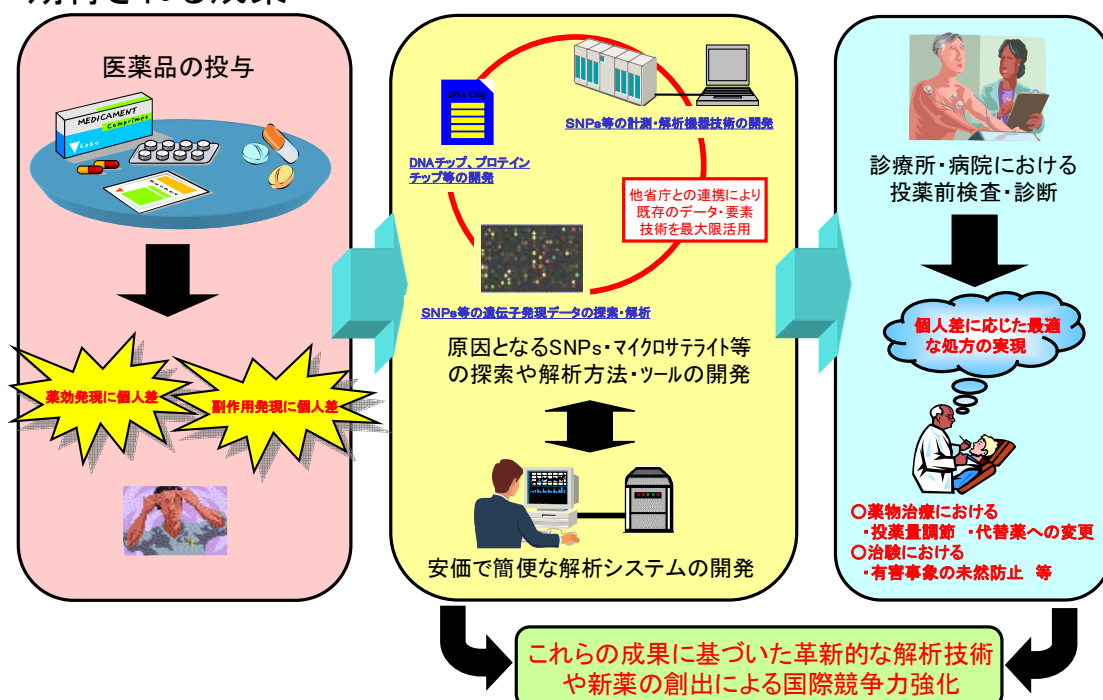 期待される成果
医薬品の投与
MEDICAMENT
Comprimés
Labo
薬効発現に個人差
副作用発現に個人差
DNA Chip
SNPs等の計測・解析機器技術の開発
DNAチップ、プロテイン
チップ等の開発
他省庁との連携により
既存のデータ・要素
技術を最大限活用
SNPs等の遺伝子発現データの探索・解析
原因となるSNPs・マイクロサテライト等
の探索や解析方法・ツールの開発
安価で簡便な解析システムの開発
診療所・病院における
投薬前検査・診断
個人差に応じた最適
な処方の実現
○薬物治療における
・投薬量調節 ・代替薬への変更
○治験における
・有害事象の未然防止 等
これらの成果に基づいた革新的な解析技術
や新薬の創出による国際競争力強化